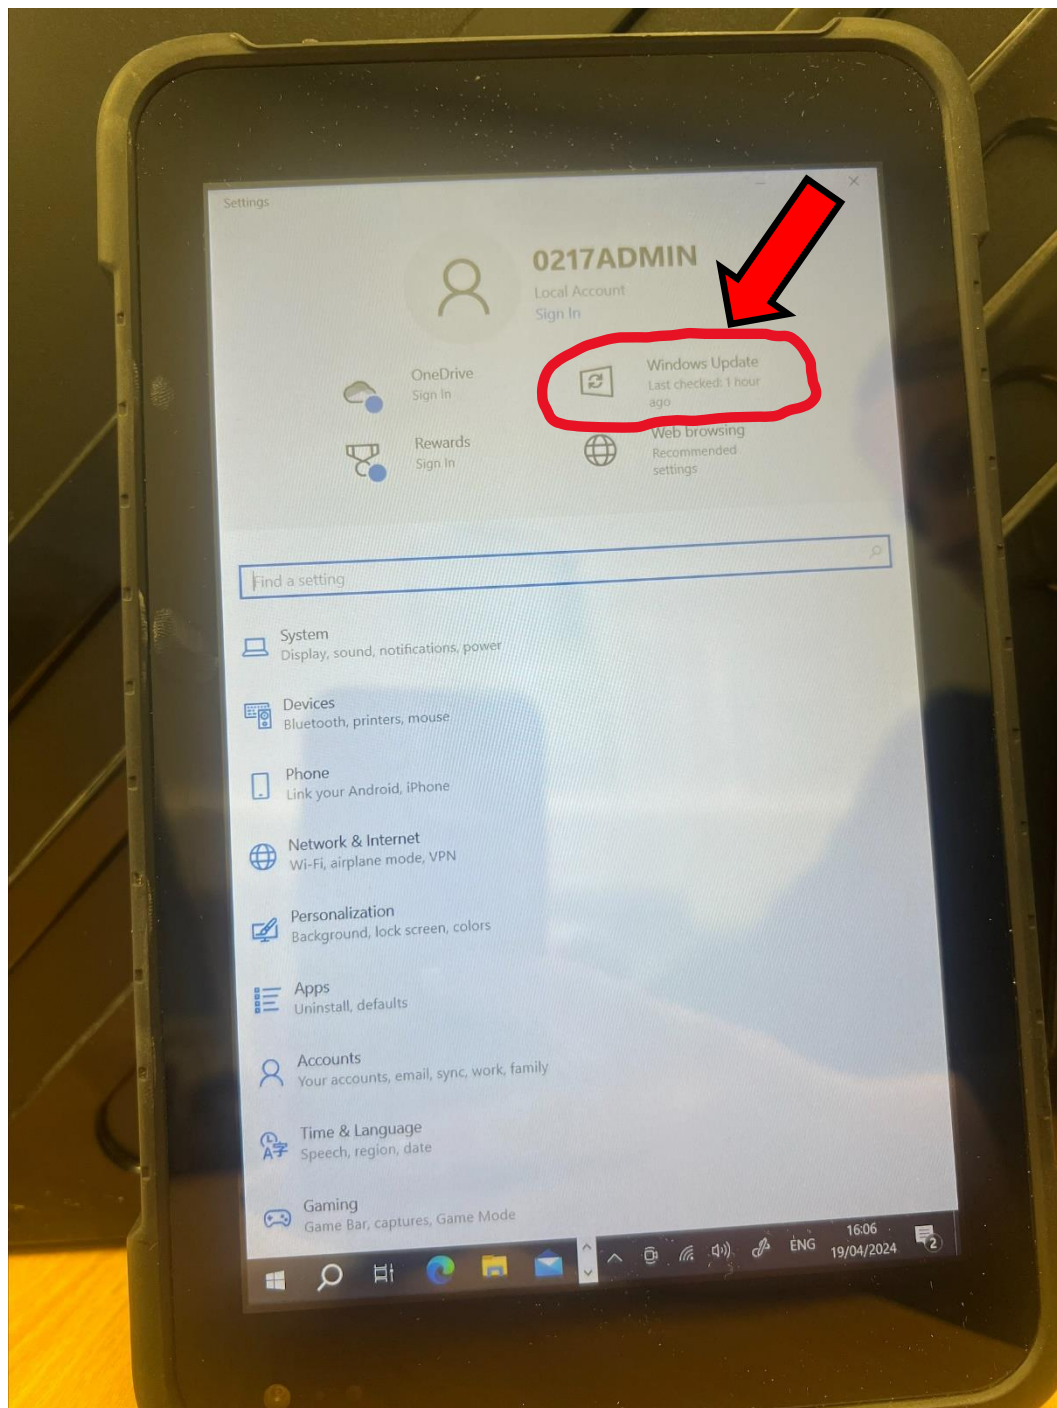 Settings
0217ADMIN
Local Account
Sign In
OneDrive
Sign In
Windows Update
Last checked: 1 hour
ago
Rewards
Sign In
Web browsing
Recommended
settings
Find a setting
System
Display, sound, notifications, power
Devices
Bluetooth, printers, mouse
Phone
Link your Android, iPhone
Network & Internet
Wi-Fi, airplane mode, VPN
Personalization
Background, lock screen, colors
Apps
Uninstall, defaults
Accounts
Your accounts, email, sync, work, family
Time & Language
Speech, region, date
Gaming
Game Bar, captures, Game Mode
ENG
16:06
19/04/2024
2